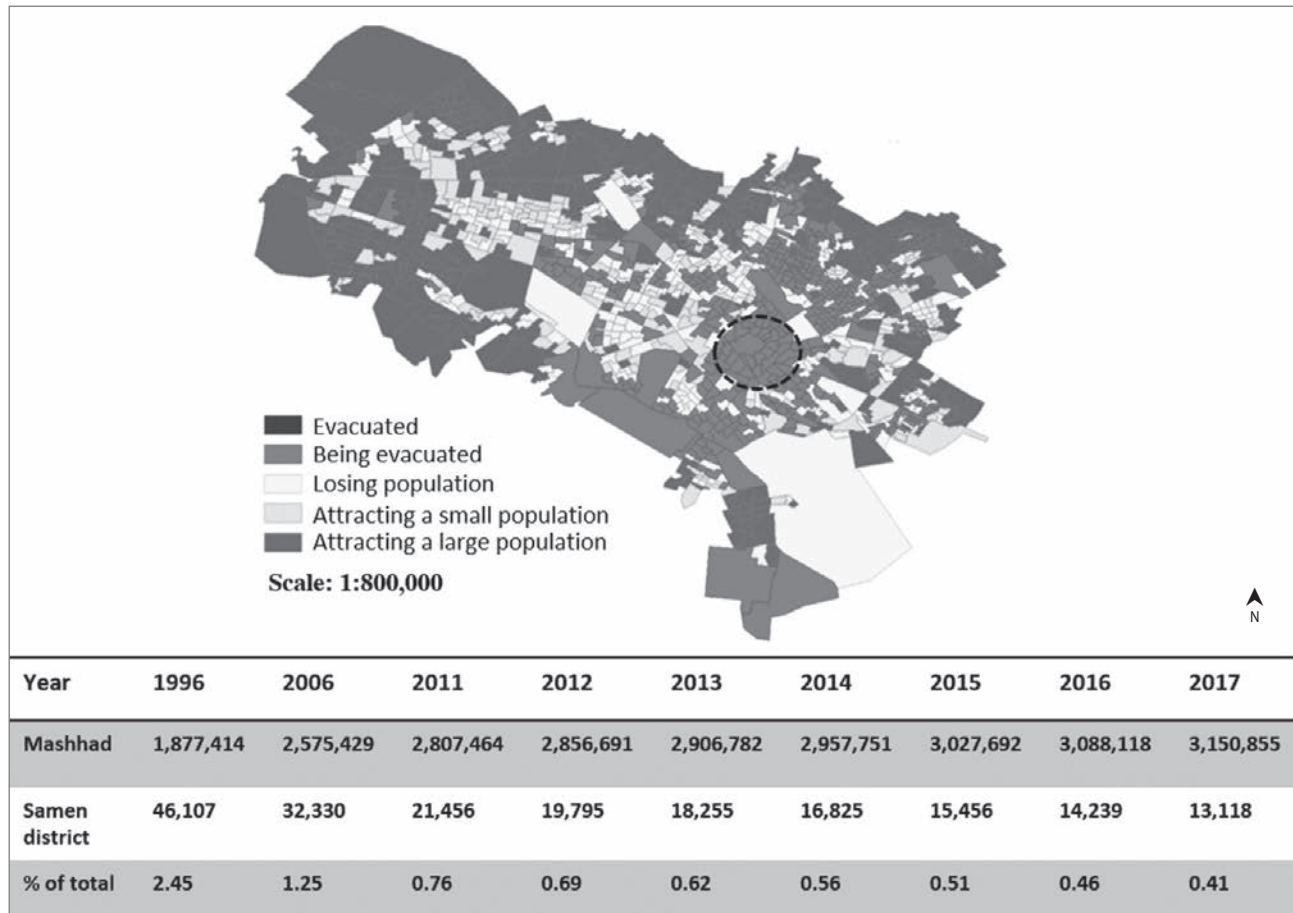 Evacuated
Being evacuated
Losing population
Attracting a small population
Attracting a large population
Scale: 1:800,000
N
Year 1996 2006 2011 2012 2013 2014 2015 2016 2017
Mashhad 1,877,414 2,575,429 2,807,464 2,856,691 2,906,782 2,957,751 3,027,692 3,088,118 3,150,855
Samen district 46,107 32,330 21,456 19,795 18,255 16,825 15,456 14,239 13,118
% of total 2.45 1.25 0.76 0.69 0.62 0.56 0.51 0.46 0.41